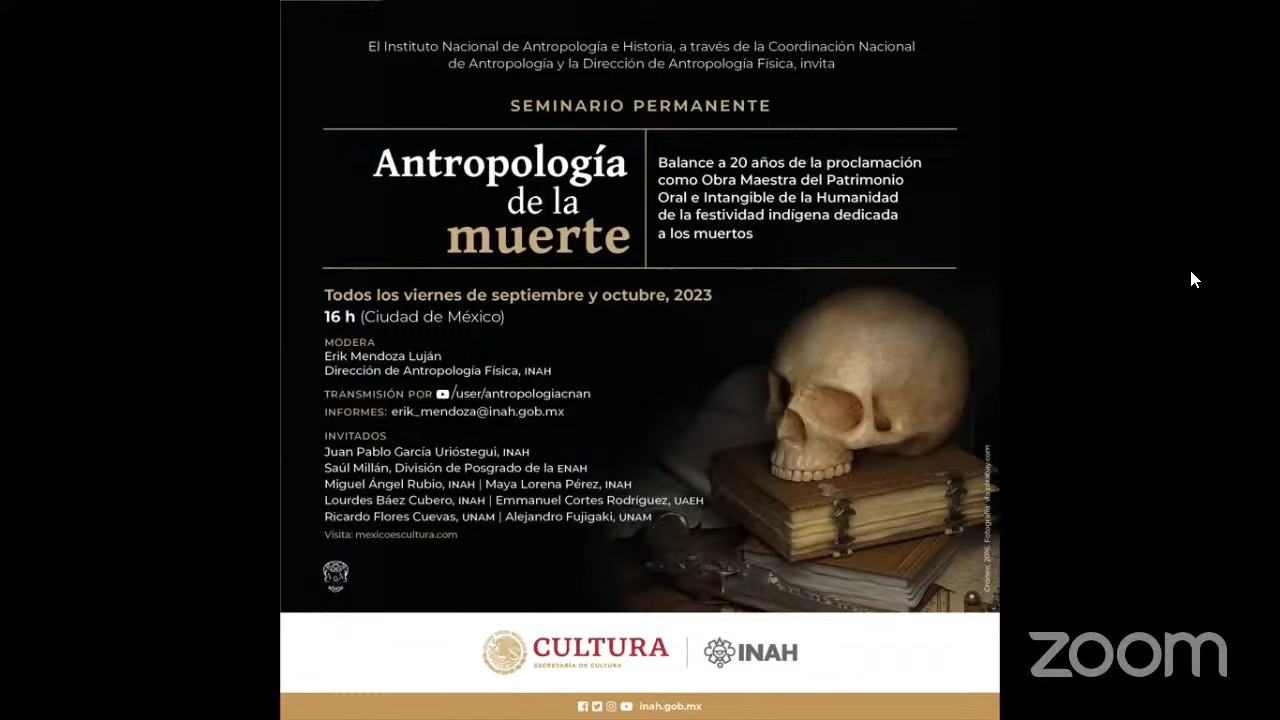 El Instituto Nacional de Antropología e Historia, a través de la Coordinación Nacional
de Antropología y la Dirección de Antropología Física, invita
SEMINARIO PERMANENTE
Antropología
de la
muerte
Balance a 20 años de la proclamación
como Obra Maestra del Patrimonio
Oral e Intangible de la Humanidad
de la festividad indígena dedicada
a los muertos
Todos los viernes de septiembre y octubre, 2023
16 h (Ciudad de México)
MODERA
Erik Mendoza Luján
Dirección de Antropología Física, INAH
TRANSMISIÓN POR /user/antropologiacnan
INFORMES: erik_mendoza@inah.gob.mx
INVITADOS
Juan Pablo García Urióstegui, INAH
Saúl Millán, División de Posgrado de la ENAH
Miguel Ángel Rubio, INAH | Maya Lorena Pérez, INAH
Lourdes Báez Cubero, INAH | Emmanuel Cortes Rodríguez, UAEH
Ricardo Flores Cuevas, UNAM | Alejandro Fujigaki, UNAM
Visita: mexicoescultura.com
Cráneo, 2016. Fotografía: vía pixabay.com
CULTURA
SECRETARÍA DE CULTURA
INAH
inah.gob.mx
zoom